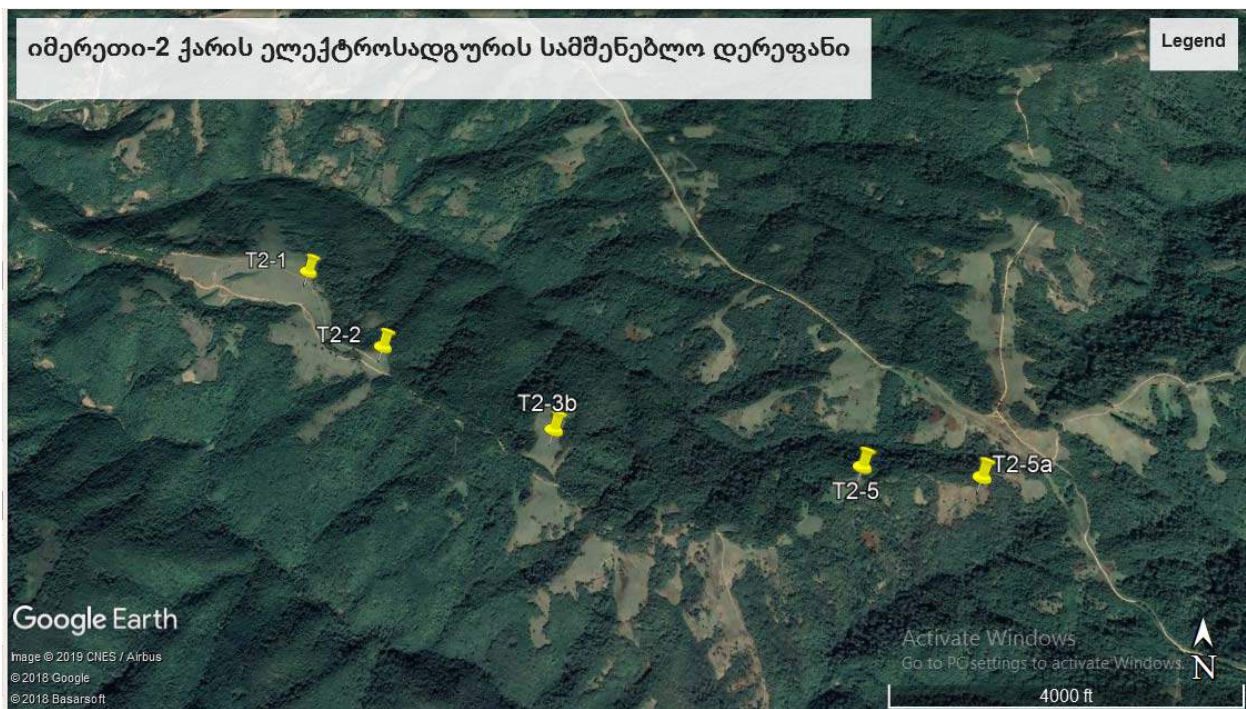 იმერეთი-2 ქარის ელექტროსადგურის სამშენებლო დერეფანი
Legend
T2-1
T2-2
T2-3b
T2-5
T2-5a
Google Earth
Image © 2019 CNES / Airbus
© 2018 Google
© 2018 Basarsoft
Activate Windows
Go to PC settings to activate Windows.
N
4000 ft